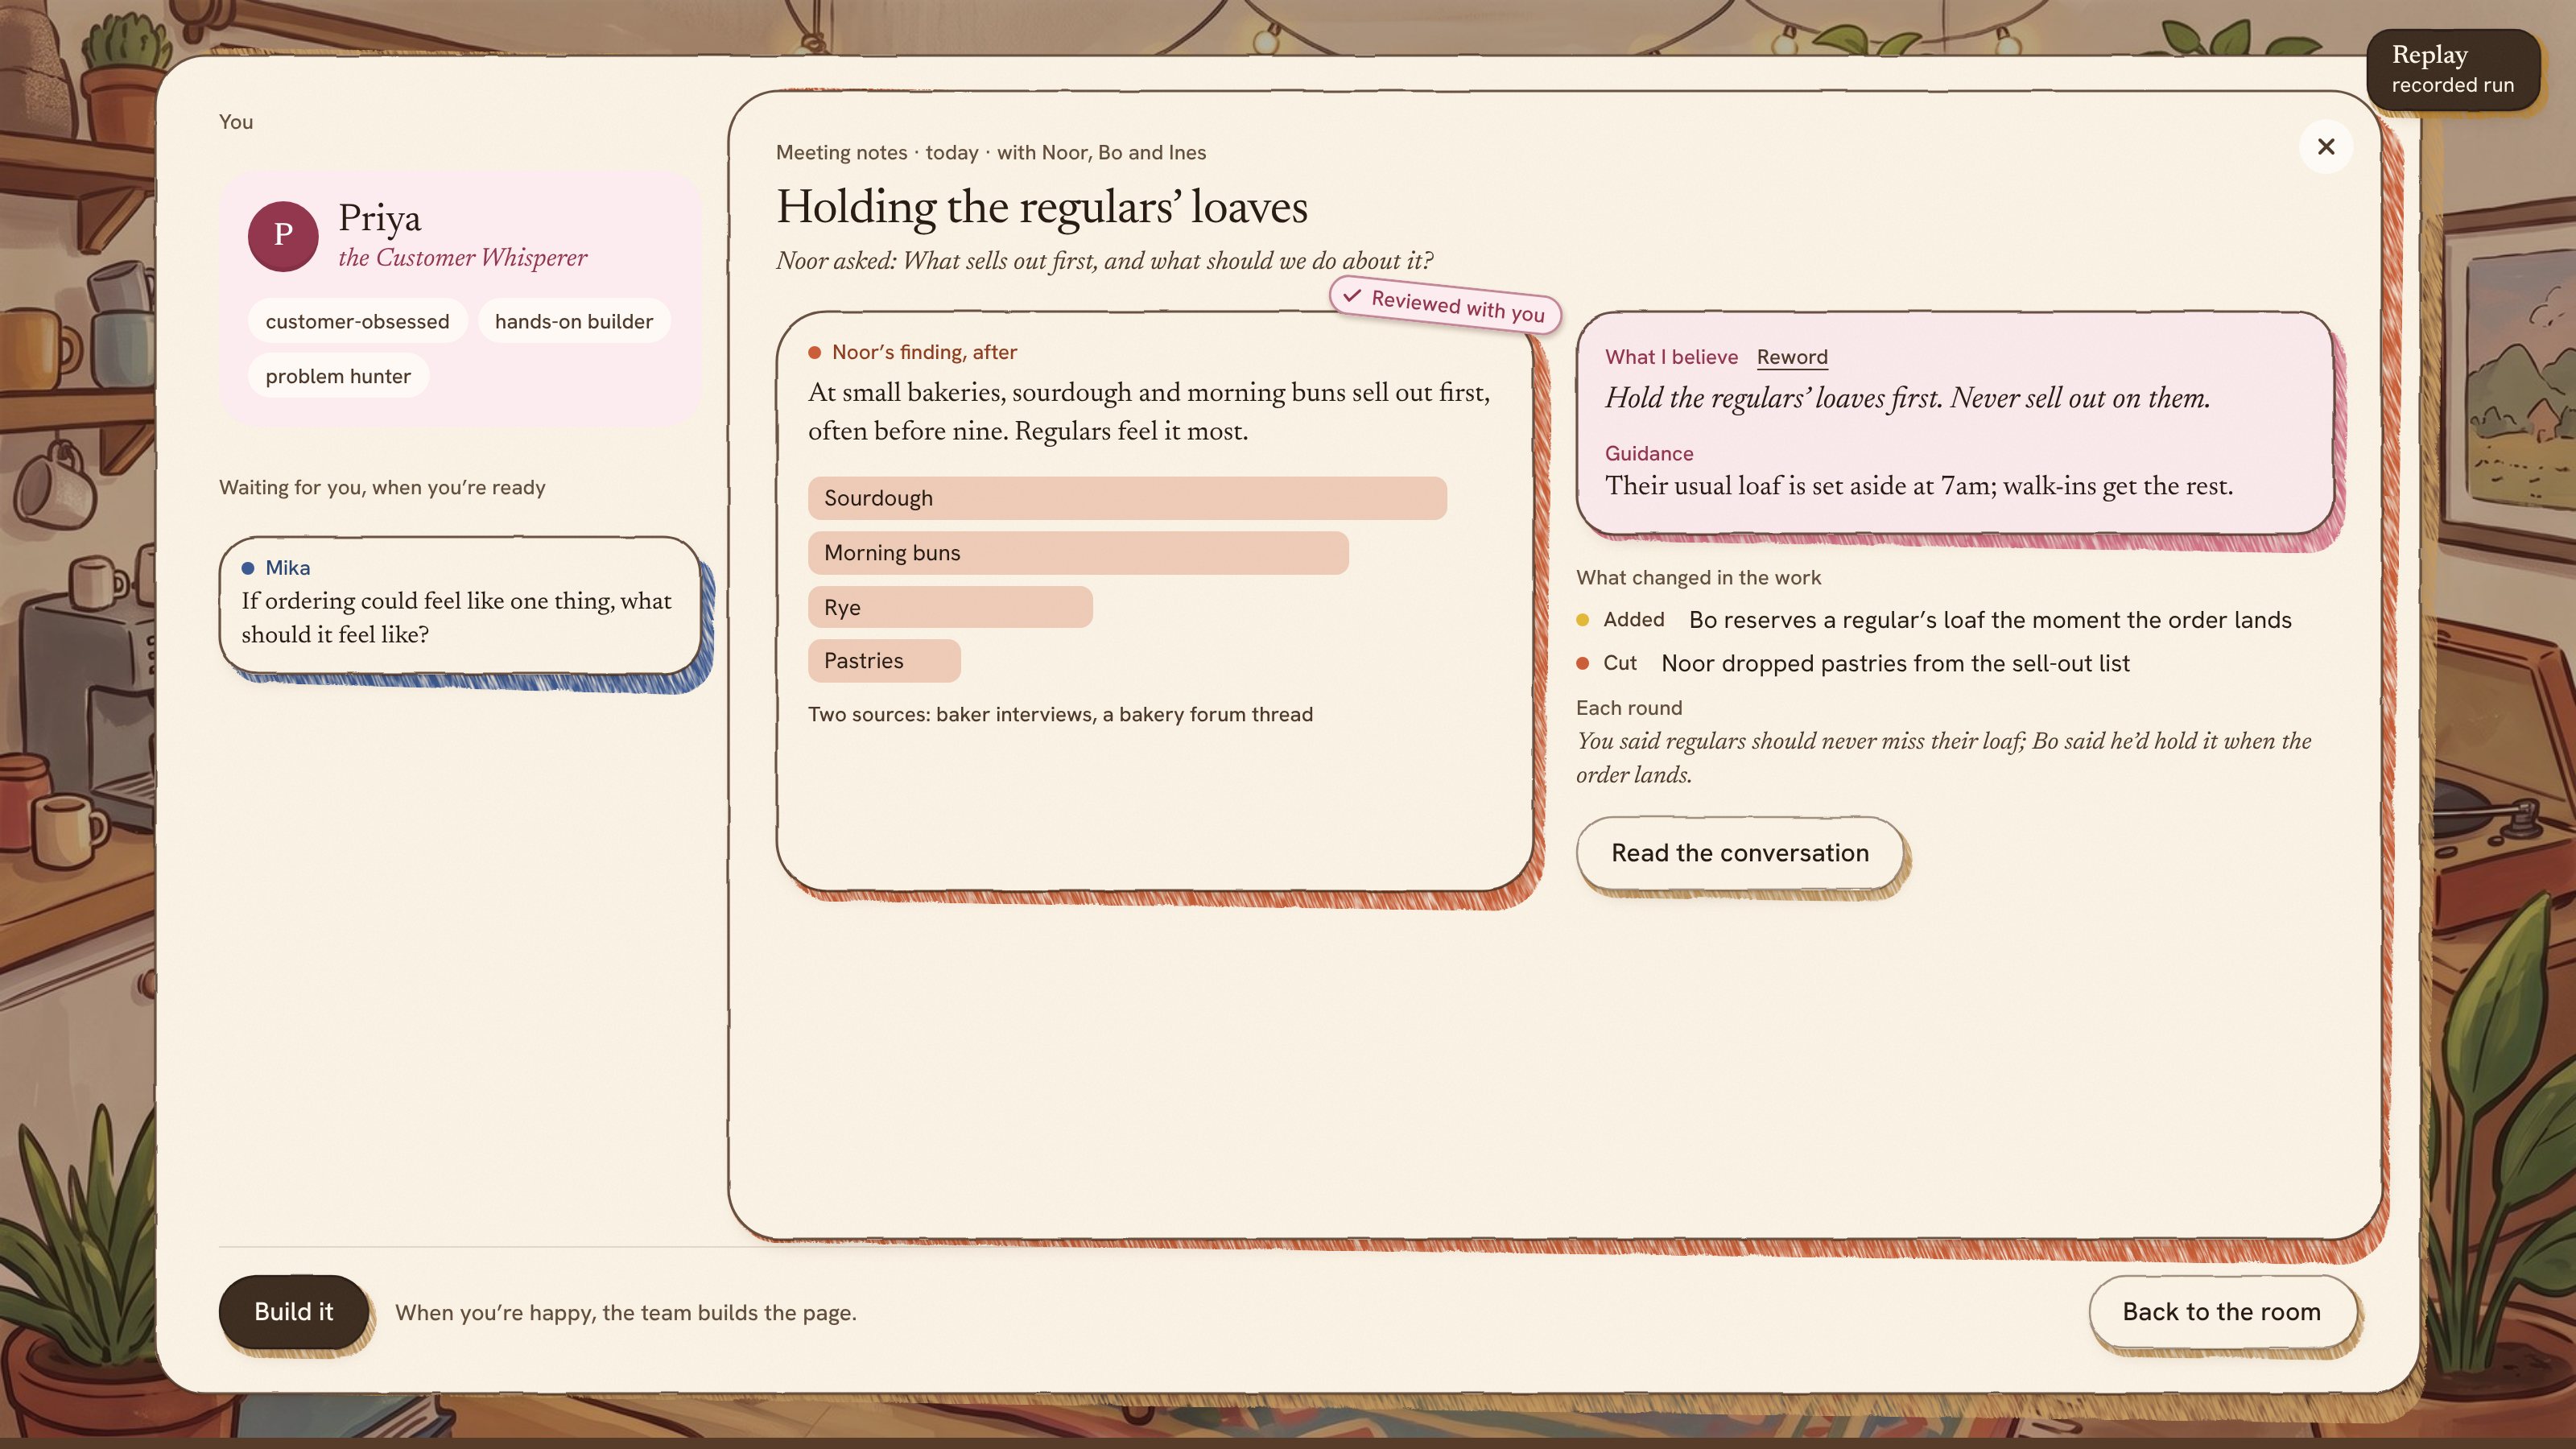 Replay
recorded run
You
P
Priya
the Customer Whisperer
customer-obsessed
hands-on builder
problem hunter
Waiting for you, when you’re ready
Mika
If ordering could feel like one thing, what
should it feel like?
Meeting notes · today · with Noor, Bo and Ines
Holding the regulars’ loaves
Noor asked: What sells out first, and what should we do about it?
Reviewed with you
Noor’s finding, after
At small bakeries, sourdough and morning buns sell out first,
often before nine. Regulars feel it most.
Sourdough
Morning buns
Rye
Pastries
Two sources: baker interviews, a bakery forum thread
What I believe Reword
Hold the regulars’ loaves first. Never sell out on them.
Guidance
Their usual loaf is set aside at 7am; walk-ins get the rest.
What changed in the work
Added Bo reserves a regular’s loaf the moment the order lands
Cut Noor dropped pastries from the sell-out list
Each round
You said regulars should never miss their loaf; Bo said he’d hold it when the
order lands.
Read the conversation
Build it
When you’re happy, the team builds the page.
Back to the room